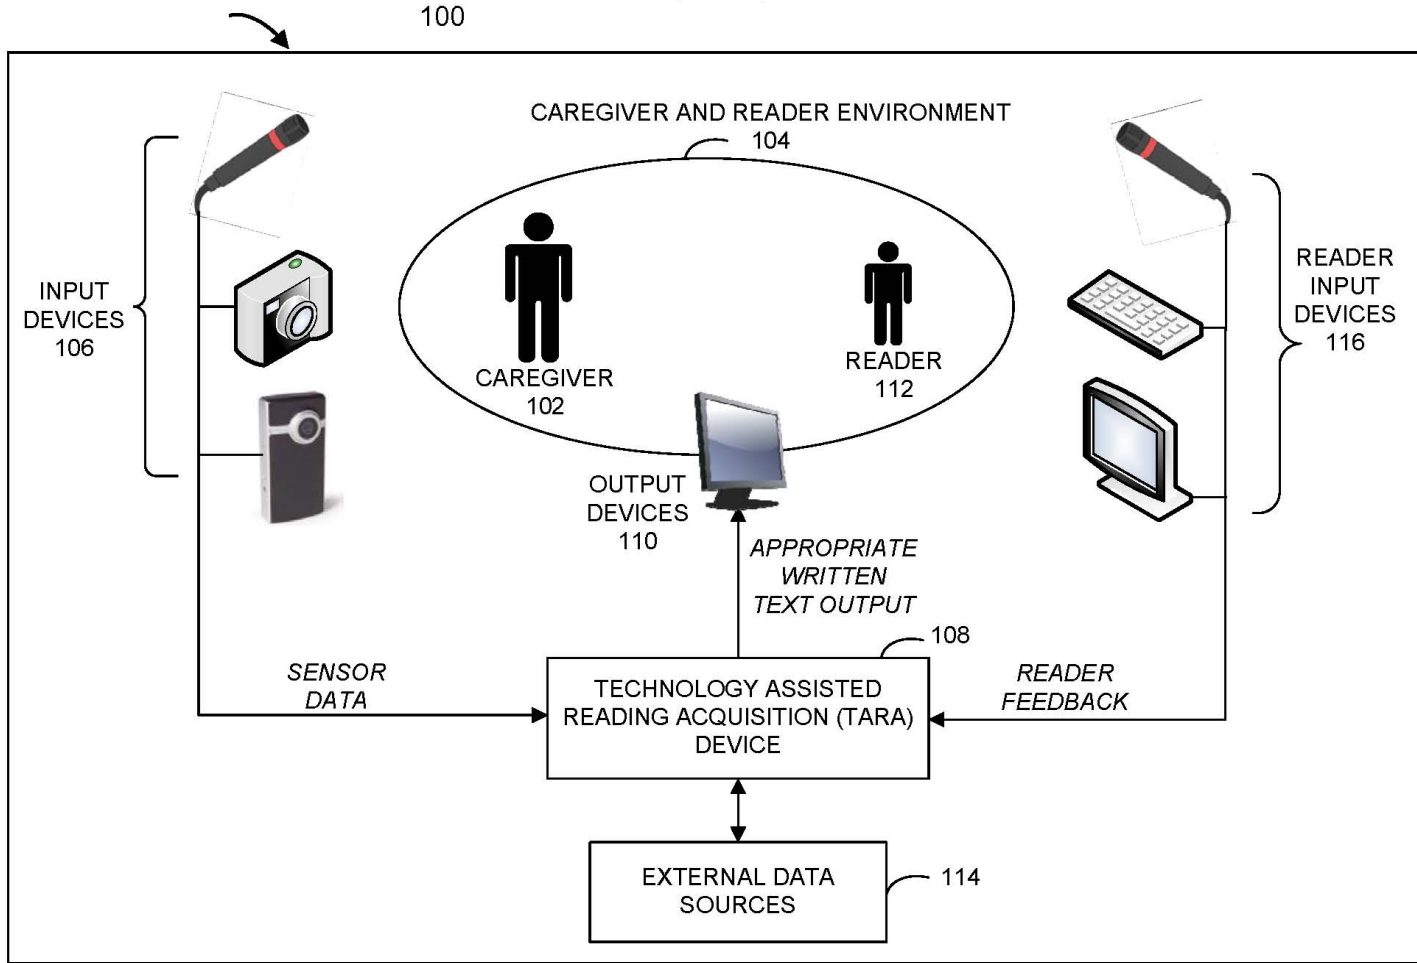 100
CAREGIVER AND READER ENVIRONMENT
104
INPUT
DEVICES
106
CAREGIVER
102
READER
112
READER
INPUT
DEVICES
116
OUTPUT
DEVICES
110
APPROPRIATE
WRITTEN
TEXT OUTPUT
108
SENSOR
DATA
TECHNOLOGY ASSISTED
READING ACQUISITION (TARA)
DEVICE
READER
FEEDBACK
EXTERNAL DATA
SOURCES
114